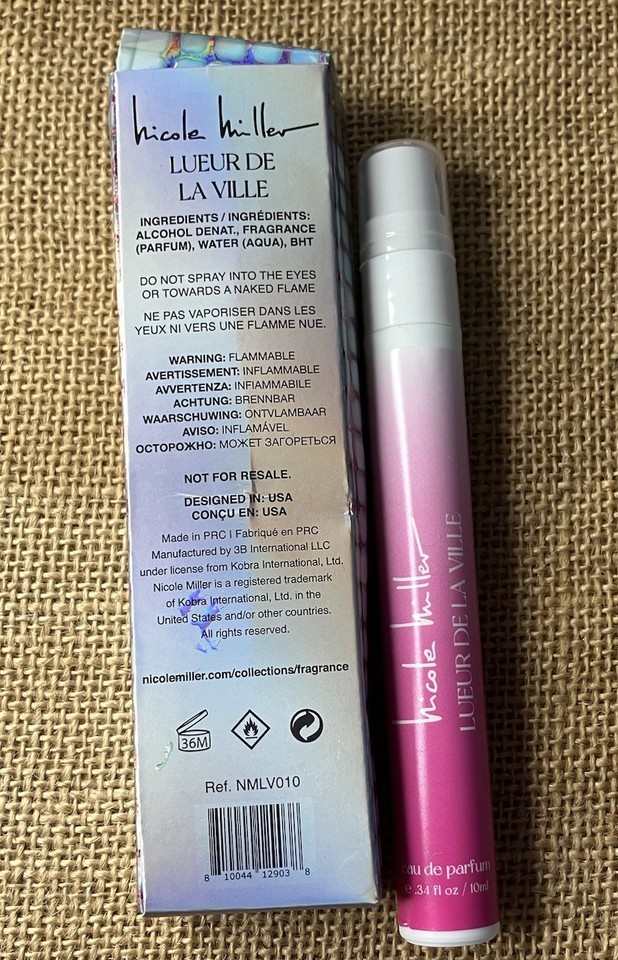 Nicole Miller
LUEUR DE
LA VILLE
INGREDIENTS / INGRÉDIENTS:
ALCOHOL DENAT., FRAGRANCE
(PARFUM), WATER (AQUA), BHT
DO NOT SPRAY INTO THE EYES
OR TOWARDS A NAKED FLAME
NE PAS VAPORISER DANS LES
YEUX NI VERS UNE FLAMME NUE.
WARNING: FLAMMABLE
AVERTISSEMENT: INFLAMMABLE
AVVERTENZA: INFIAMMABILE
ACHTUNG: BRENNBAR
WAARSCHUWING: ONTVLAMBAAR
AVISO: INFLAMÁVEL
ОСТОРОЖНО: МОЖЕТ ЗАГОРЕТЬСЯ
NOT FOR RESALE.
DESIGNED IN: USA
CONÇU EN: USA
Made in PRC I Fabriqué en PRC
Manufactured by 3B International LLC
under license from Kobra International, Ltd.
Nicole Miller is a registered trademark
of Kobra International, Ltd. in the
United States and/or other countries.
All rights reserved.
nicolemiller.com/collections/fragrance
36M
Ref. NMLV010
8 10044 12903 8
Nicole Miller
LUEUR DE LA VILLE
eau de parfum
e .34 fl oz / 10ml